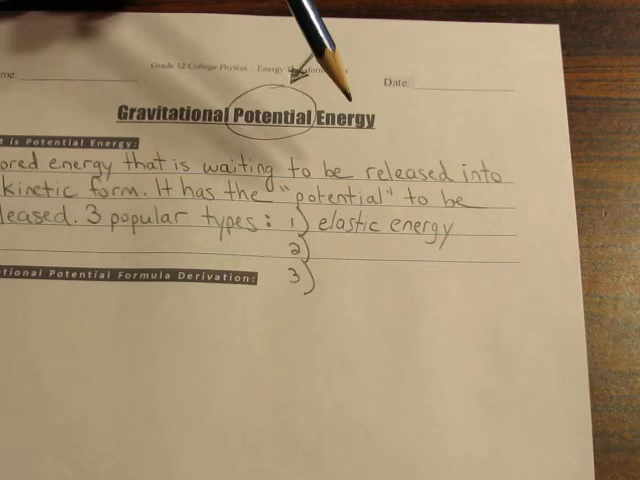 Grade 12 College Physics - Energy
me: Date:
Gravitational Potential Energy
t is Potential Energy:
ored energy that is waiting to be released into
kinetic form. It has the "potential" to be
leased. 3 popular types: 1) elastic energy
2)
3)
tional Potential Formula Derivation: